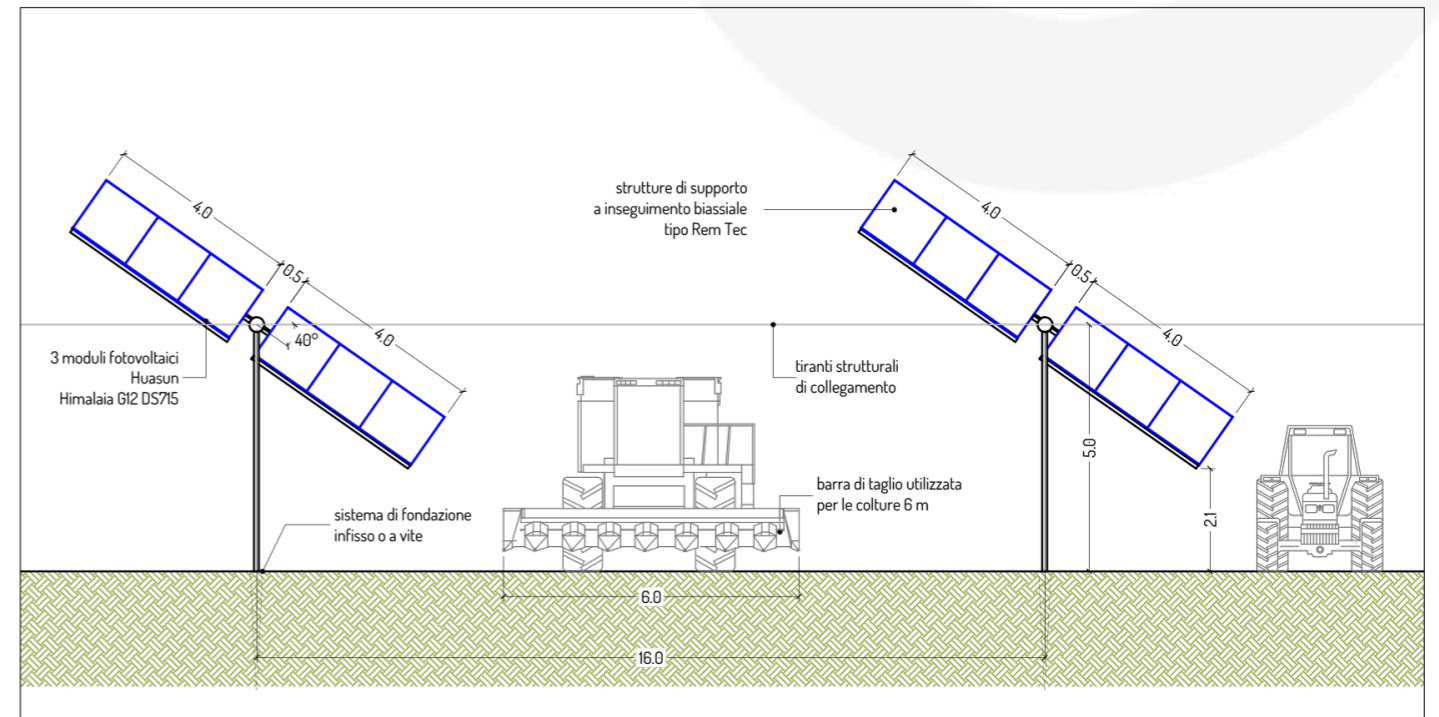 strutture di supporto
a inseguimento biassiale
tipo Rem Tec
4.0
0.5
4.0
40°
4.0
0.5
4.0
3 moduli fotovoltaici
Huasun
Himalaia G12 DS715
tiranti strutturali
di collegamento
5.0
barra di taglio utilizzata
per le colture 6 m
sistema di fondazione
infisso o a vite
2.1
6.0
16.0